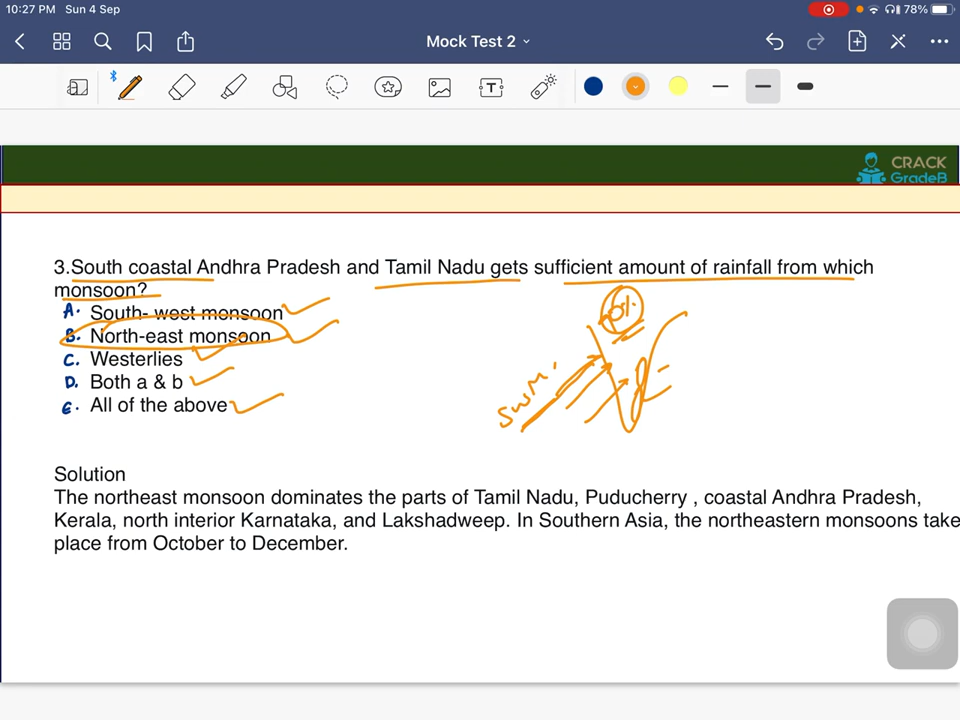 10:27 PM Sun 4 Sep
78%
Mock Test 2
T
CRACK
GradeB
3.South coastal Andhra Pradesh and Tamil Nadu gets sufficient amount of rainfall from which
monsoon?
A. South- west monsoon
B. North-east monsoon
C. Westerlies
D. Both a & b
E. All of the above
SWM.
Solution
The northeast monsoon dominates the parts of Tamil Nadu, Puducherry , coastal Andhra Pradesh,
Kerala, north interior Karnataka, and Lakshadweep. In Southern Asia, the northeastern monsoons take
place from October to December.